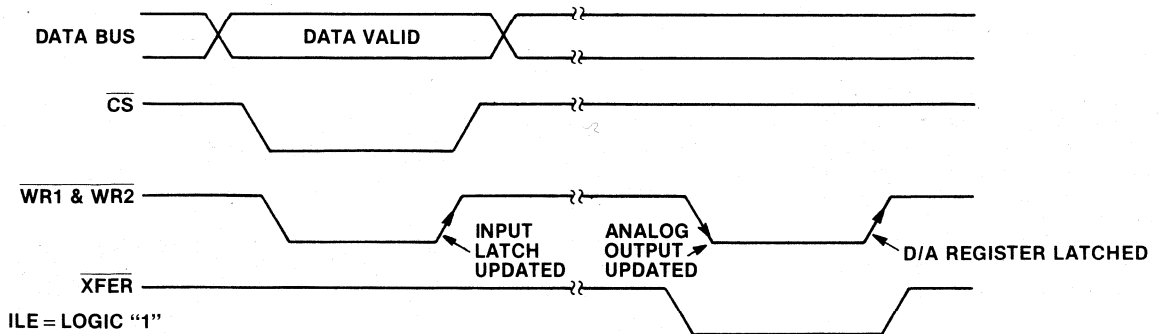 DATA BUS
DATA VALID
CS
WR1 & WR2
INPUT
LATCH
UPDATED
ANALOG
OUTPUT
UPDATED
D/A REGISTER LATCHED
XFER
ILE = LOGIC “1”